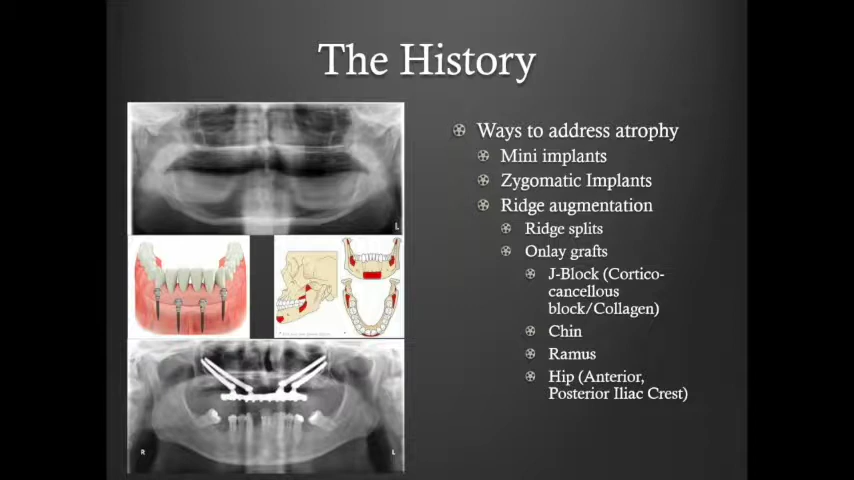 The History
Ways to address atrophy
Mini implants
Zygomatic Implants
Ridge augmentation
Ridge splits
Onlay grafts
J-Block (Cortico-
cancellous
block/Collagen)
Chin
Ramus
Hip (Anterior,
Posterior Iliac Crest)
L
R
L